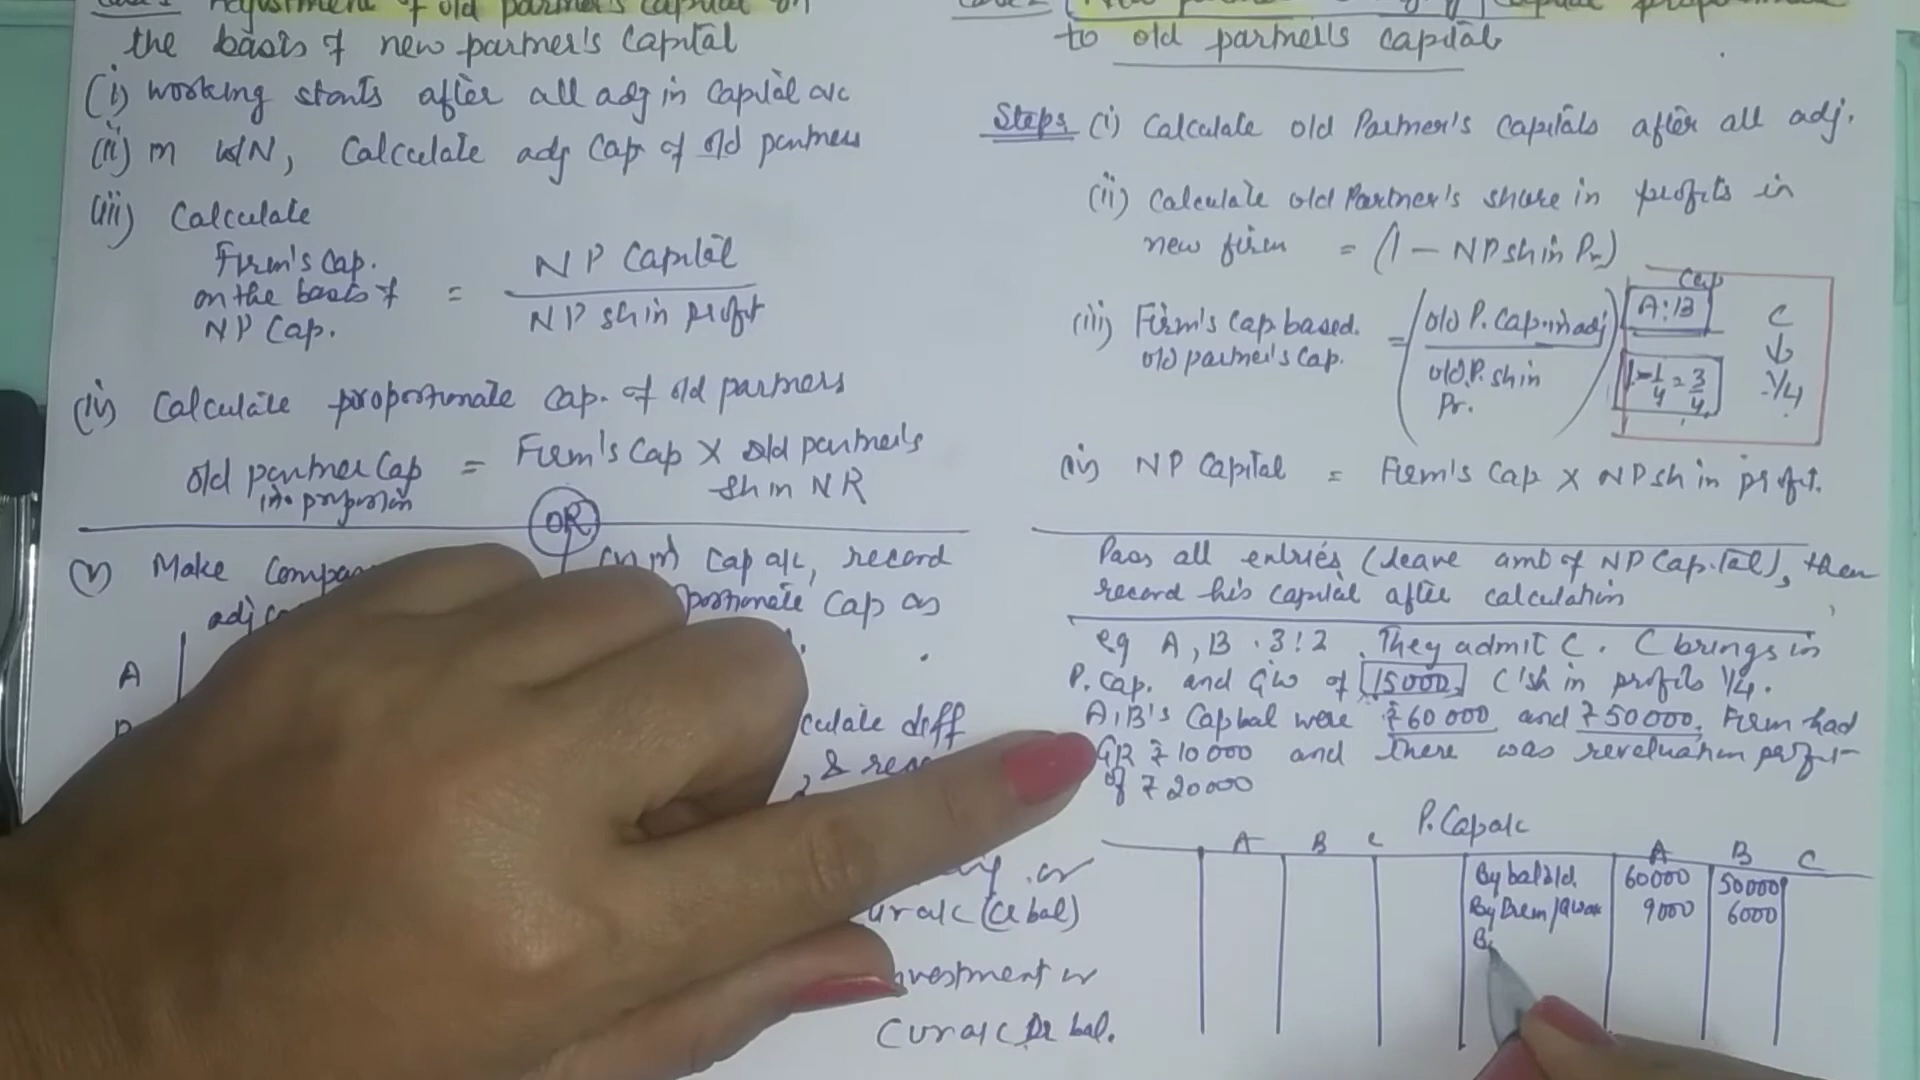 the basis of new partner's capital
(i) working starts after all adj in capital a/c
(ii) in W/N, Calculate adj Cap of old partners
(iii) Calculate
Firm's Cap. on the basis of NP Cap. = NP Capital / NP sh in profit
(iv) Calculate proportionate cap. of old partners
old partner Cap in proportion = Firm's Cap X old partner's sh in NR
OR
(v) Make
adj
A
cap a/c, record
Cap as
diff
or
(Cr bal)
or
Cur a/c Dr bal.
to old partner's capital
Steps (i) Calculate old Partner's capitals after all adj.
(ii) Calculate old Partner's share in profits in
new firm = (1 - NP sh in Pr)
(iii) Firm's Cap based old partner's Cap. = (old P. Cap in adj / old P. sh in Pr.)
Cap
A:B C
1-1/4=3/4 1/4
(iv) NP Capital = Firm's Cap X NP sh in profit.
Pass all entries (leave amt of NP Capital), then
record his capital after calculation
eg A, B 3:2. They admit C. C brings in
P. Cap. and G/W of 15000. C'sh in profits 1/4.
A, B's Capital were ₹60000 and ₹50000. Firm had
GR ₹10000 and there was revaluation profit
of ₹20000
P. Cap a/c
A B C A B C
By bal b/d. 60000 50000
By Prem/ 9000 6000
B